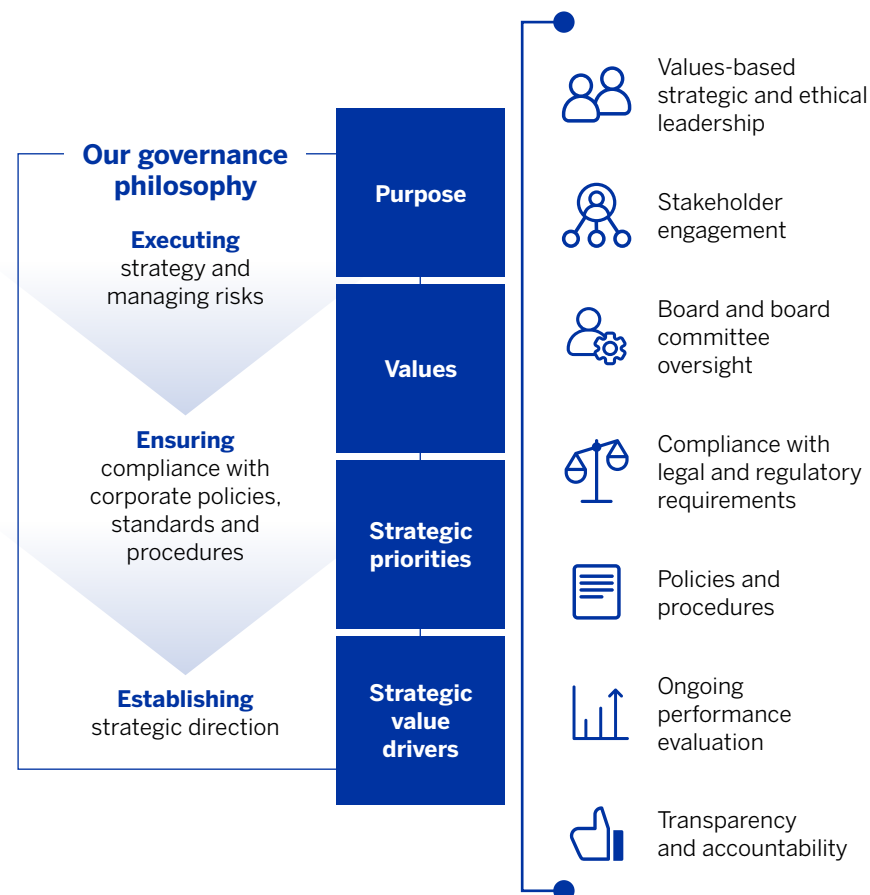 Our governance
philosophy
Executing
strategy and
managing risks
Ensuring
compliance with
corporate policies,
standards and
procedures
Establishing
strategic direction
Purpose
Values
Strategic
priorities
Strategic
value
drivers
Values-based
strategic and ethical
leadership
Stakeholder
engagement
Board and board
committee
oversight
Compliance with
legal and regulatory
requirements
Policies and
procedures
Ongoing
performance
evaluation
Transparency
and accountability